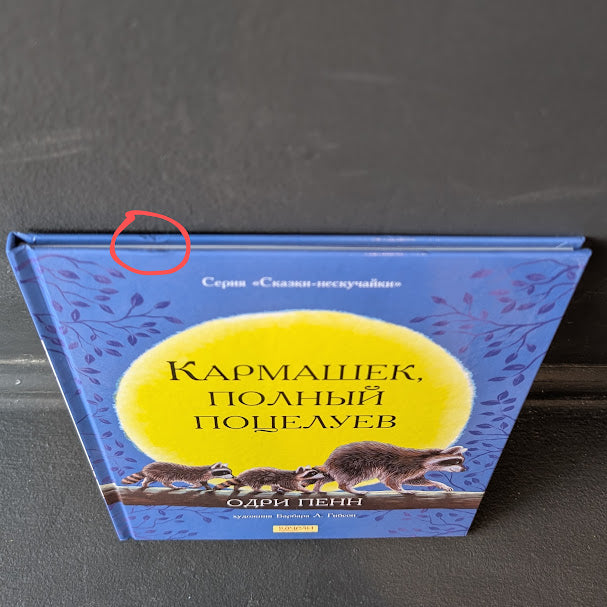 Серия «Сказки-нескучайки»
КАРМАШЕК,
ПОЛНЫЙ
ПОЦЕЛУЕВ
ОДРИ ПЕНН
художник Барбара Л. Гибсон